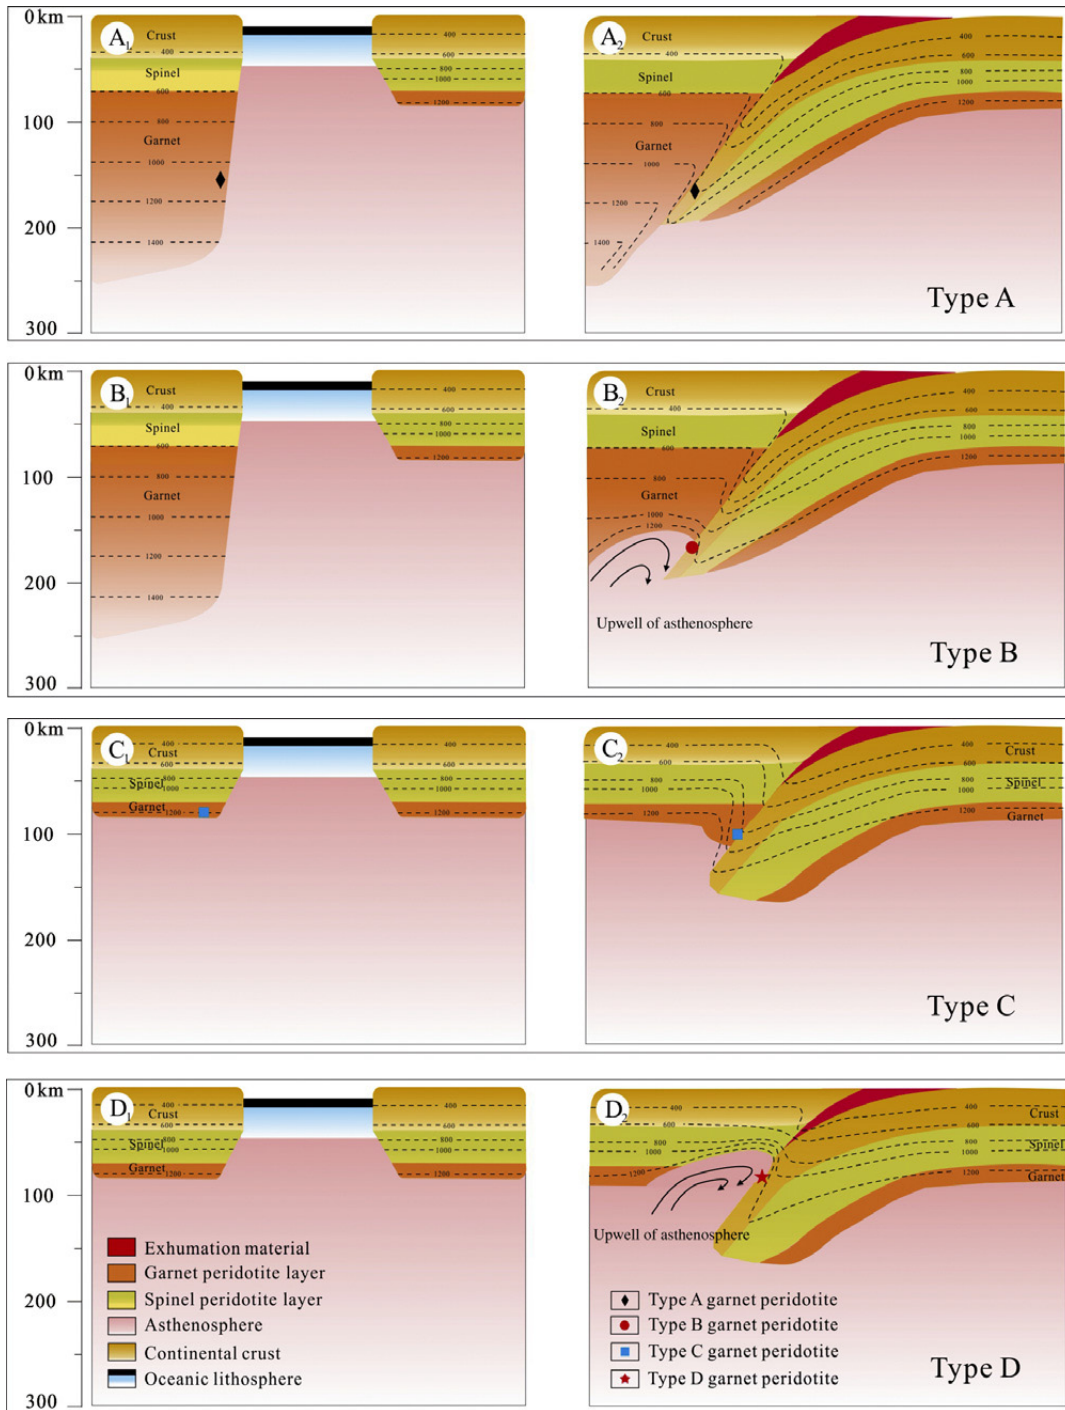 0 km
100
200
300
A1
Crust
400
Spinel
600
800
Garnet
1000
1200
1400
400
600
800
1000
1200
A2
Crust
400
Spinel
600
800
Garnet
1000
1200
1400
400
600
800
1000
1200
Type A
0 km
100
200
300
B1
Crust
400
Spinel
600
800
Garnet
1000
1200
1400
400
600
800
1000
1200
B2
Crust
400
Spinel
600
800
Garnet
1000
1200
400
600
800
1000
1200
Upwell of asthenosphere
Type B
0 km
100
200
300
C1
400
Crust
600
Spinel
800
1000
Garnet
1200
400
600
800
1000
1200
C2
400
600
800
1000
1200
400
Crust
600
800
Spinel
1000
1200
Garnet
Type C
0 km
100
200
300
D1
400
Crust
600
Spinel
800
1000
Garnet
1200
400
600
800
1000
1200
Exhumation material
Garnet peridotite layer
Spinel peridotite layer
Asthenosphere
Continental crust
Oceanic lithosphere
D2
400
600
800
1000
1200
400
Crust
600
800
Spinel
1000
1200
Garnet
Upwell of asthenosphere
Type A garnet peridotite
Type B garnet peridotite
Type C garnet peridotite
Type D garnet peridotite
Type D